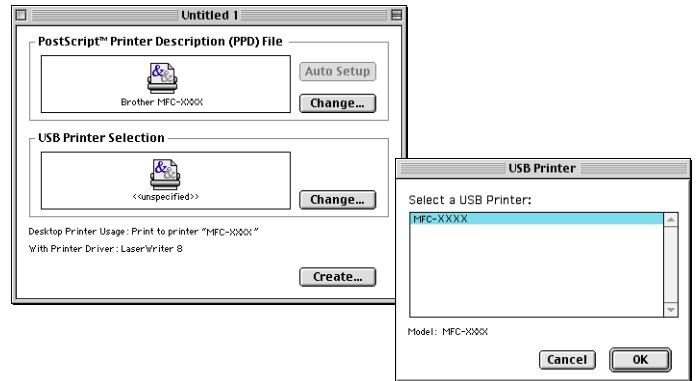 Untitled 1
PostScript™ Printer Description (PPD) File
Auto Setup
Brother MFC-XXXX
Change...
USB Printer Selection
<<unspecified>>
Change...
Desktop Printer Usage: Print to printer “MFC-XXXX”
With Printer Driver: LaserWriter 8
Create...
USB Printer
Select a USB Printer:
MFC-XXXX
Model: MFC-XXXX
Cancel
OK